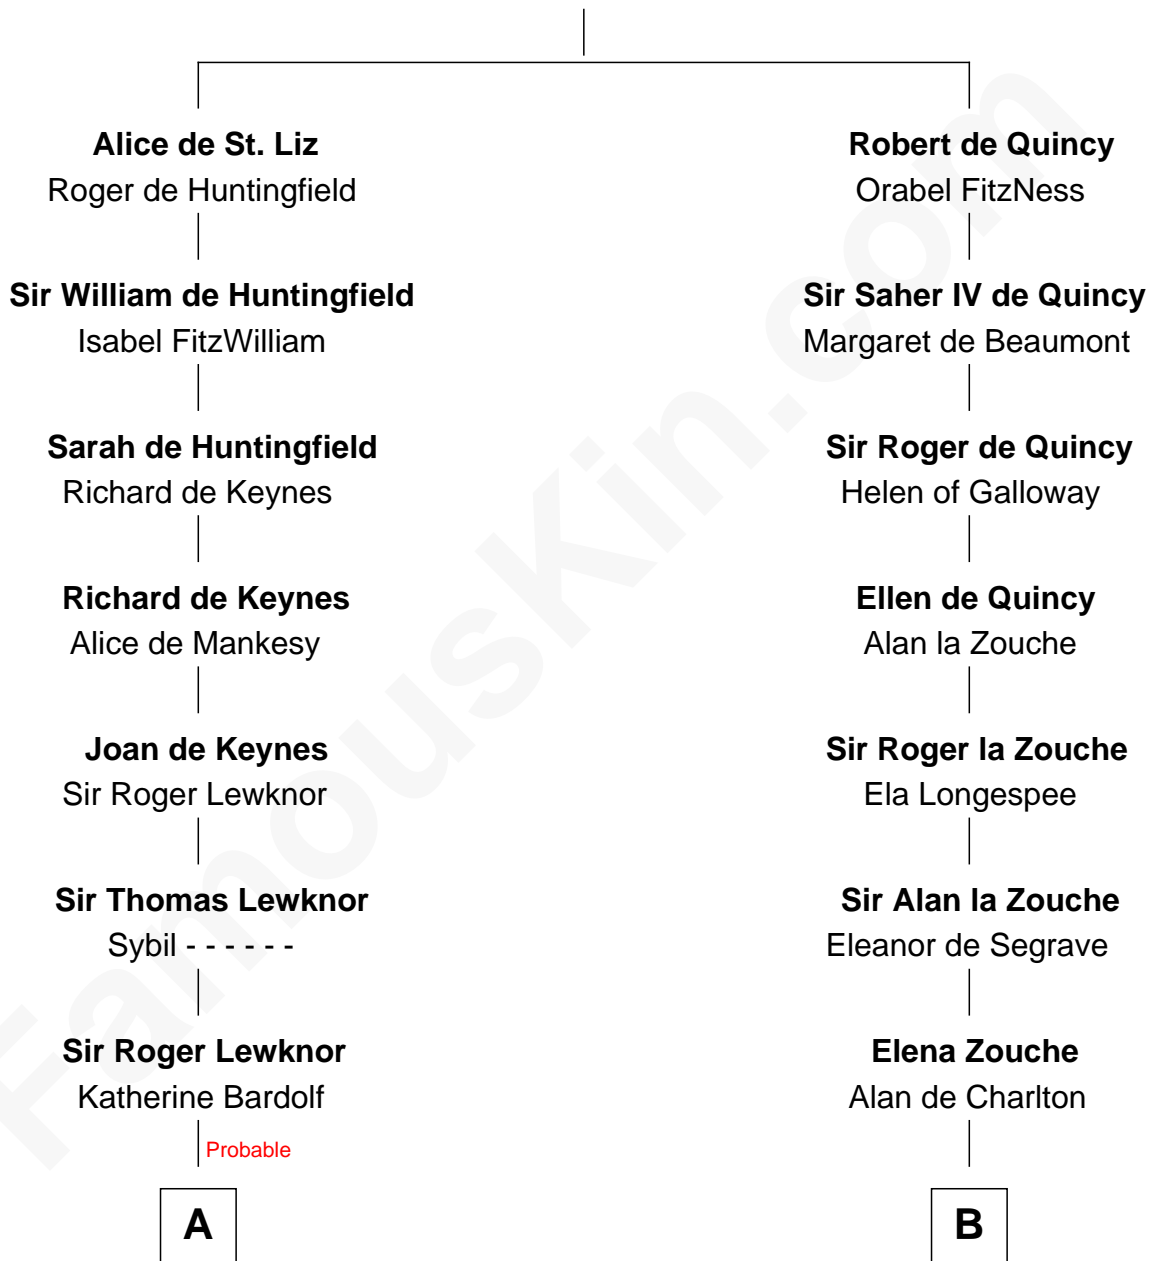 Alice de St. Liz
Roger de Huntingfield
Sir William de Huntingfield
Isabel FitzWilliam
Sarah de Huntingfield
Richard de Keynes
Richard de Keynes
Alice de Mankesy
Joan de Keynes
Sir Roger Lewknor
Sir Thomas Lewknor
Sybil - - - - - -
Sir Roger Lewknor
Katherine Bardolf
Probable
A
Robert de Quincy
Orabel FitzNess
Sir Saher IV de Quincy
Margaret de Beaumont
Sir Roger de Quincy
Helen of Galloway
Ellen de Quincy
Alan la Zouche
Sir Roger la Zouche
Ela Longespee
Sir Alan la Zouche
Eleanor de Segrave
Elena Zouche
Alan de Charlton
B
FamousKin.com